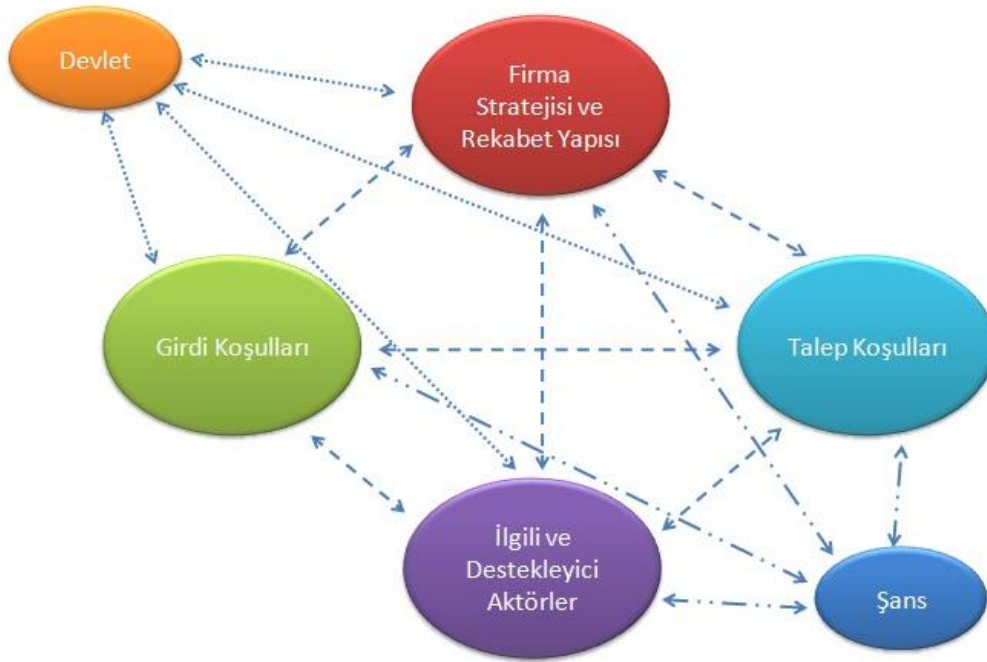 Devlet
Firma
Stratejisi ve
Rekabet Yapısı
Girdi Koşulları
Talep Koşulları
İlgili ve
Destekleyici
Aktörler
Şans